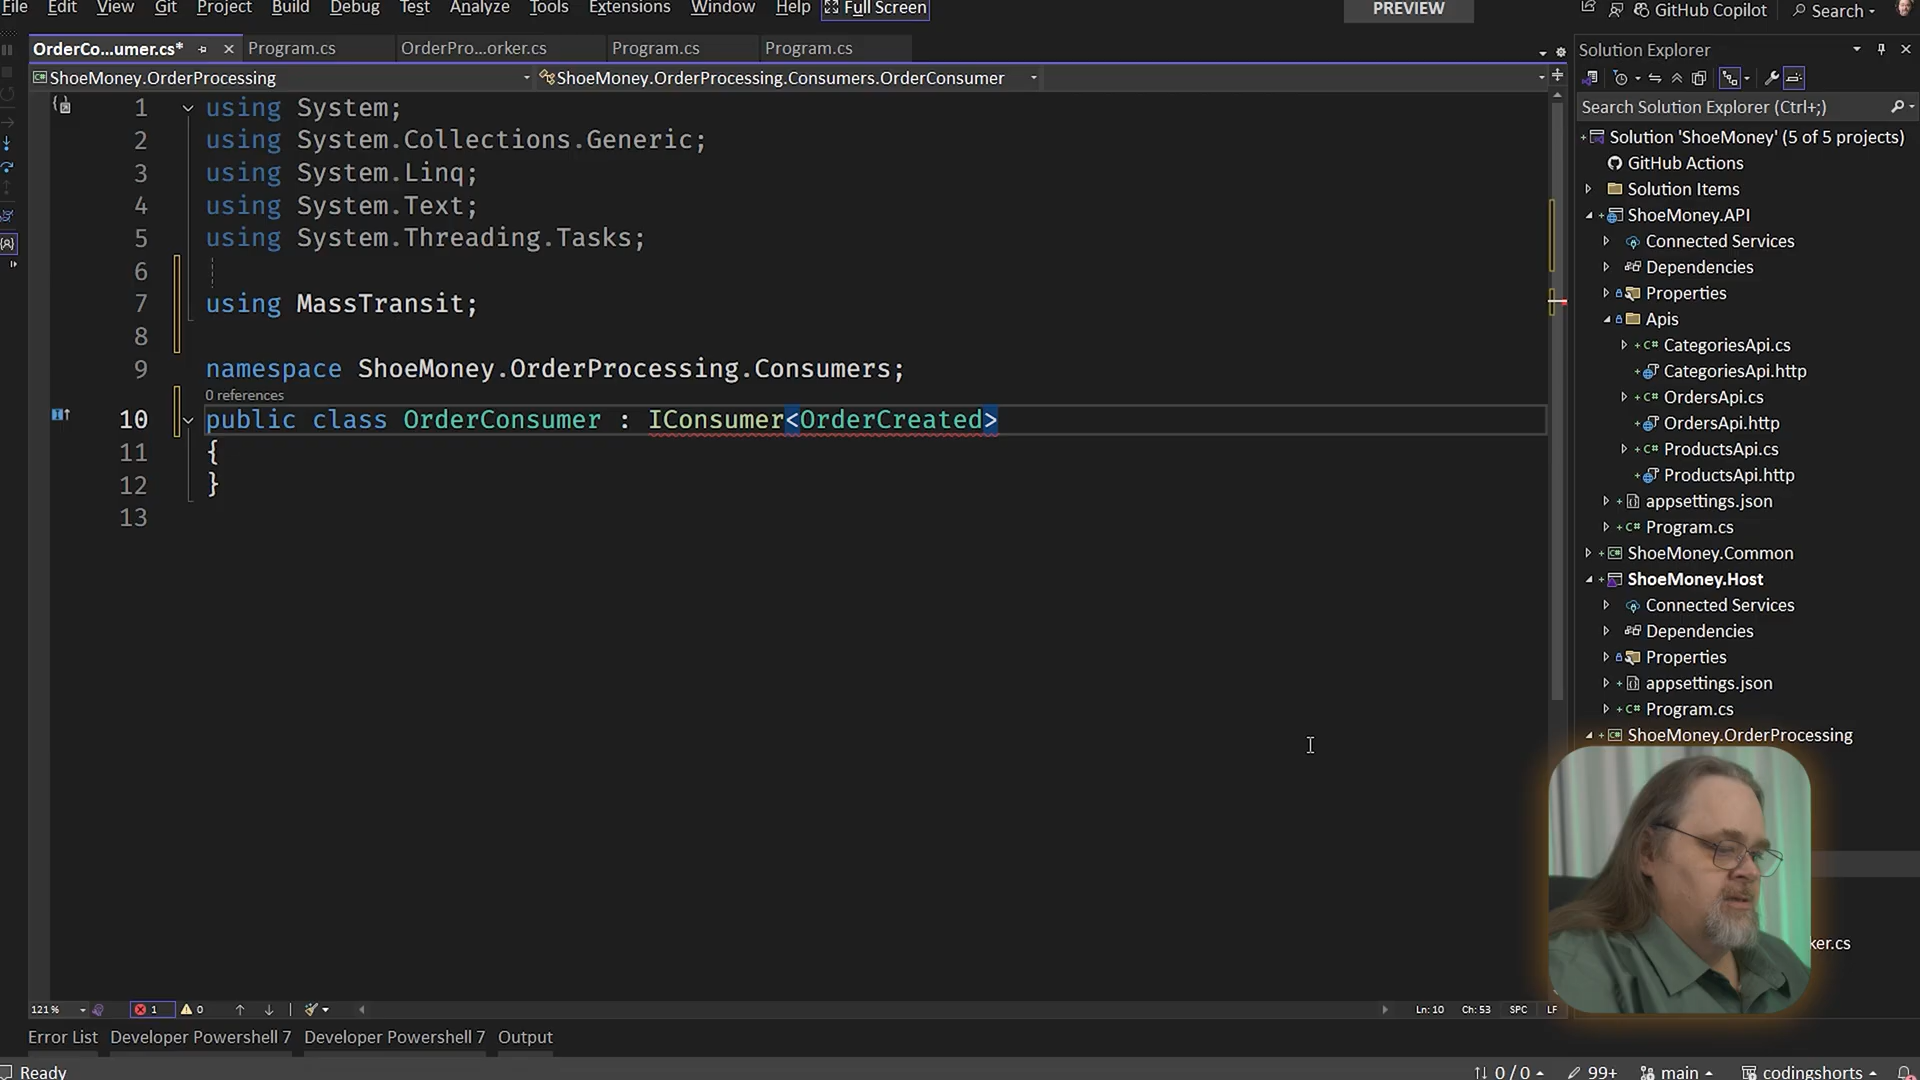 File Edit View Git Project Build Debug Test Analyze Tools Extensions Window Help Full Screen PREVIEW GitHub Copilot Search
OrderCo...umer.cs* Program.cs OrderPro...orker.cs Program.cs Program.cs
ShoeMoney.OrderProcessing ShoeMoney.OrderProcessing.Consumers.OrderConsumer
1 using System;
2 using System.Collections.Generic;
3 using System.Linq;
4 using System.Text;
5 using System.Threading.Tasks;
6
7 using MassTransit;
8
9 namespace ShoeMoney.OrderProcessing.Consumers;
0 references
10 public class OrderConsumer : IConsumer<OrderCreated>
11 {
12 }
13
Solution Explorer
Search Solution Explorer (Ctrl+;)
Solution 'ShoeMoney' (5 of 5 projects)
GitHub Actions
Solution Items
ShoeMoney.API
Connected Services
Dependencies
Properties
Apis
C# CategoriesApi.cs
CategoriesApi.http
C# OrdersApi.cs
OrdersApi.http
C# ProductsApi.cs
ProductsApi.http
appsettings.json
C# Program.cs
ShoeMoney.Common
ShoeMoney.Host
Connected Services
Dependencies
Properties
appsettings.json
C# Program.cs
ShoeMoney.OrderProcessing
ker.cs
121 % 1 0 Ln: 10 Ch: 53 SPC LF
Error List Developer Powershell 7 Developer Powershell 7 Output
Ready 0 / 0 99+ main codingshorts